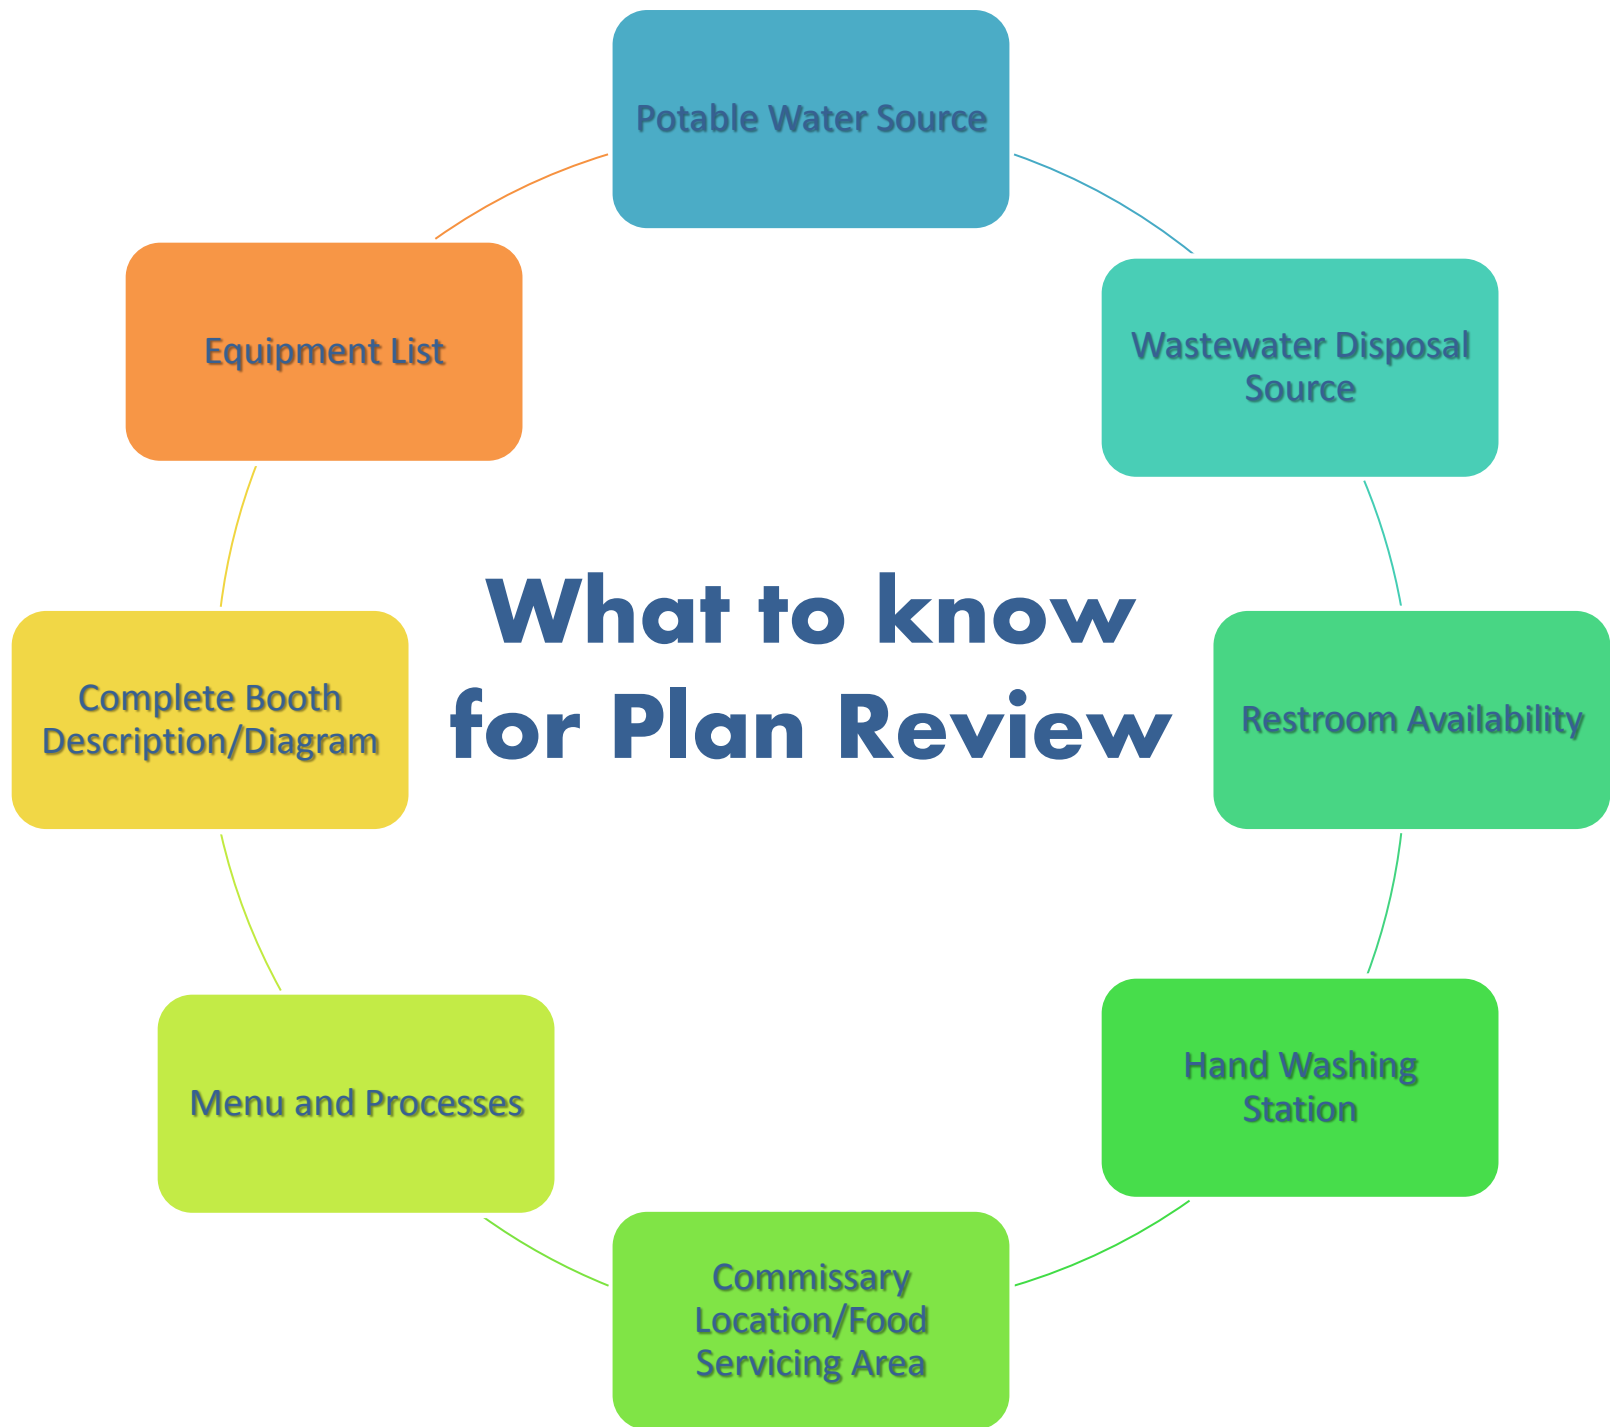 Potable Water Source
Wastewater Disposal
Source
Restroom Availability
Hand Washing
Station
Commissary
Location/Food
Servicing Area
Menu and Processes
Complete Booth
Description/Diagram
Equipment List
What to know
for Plan Review